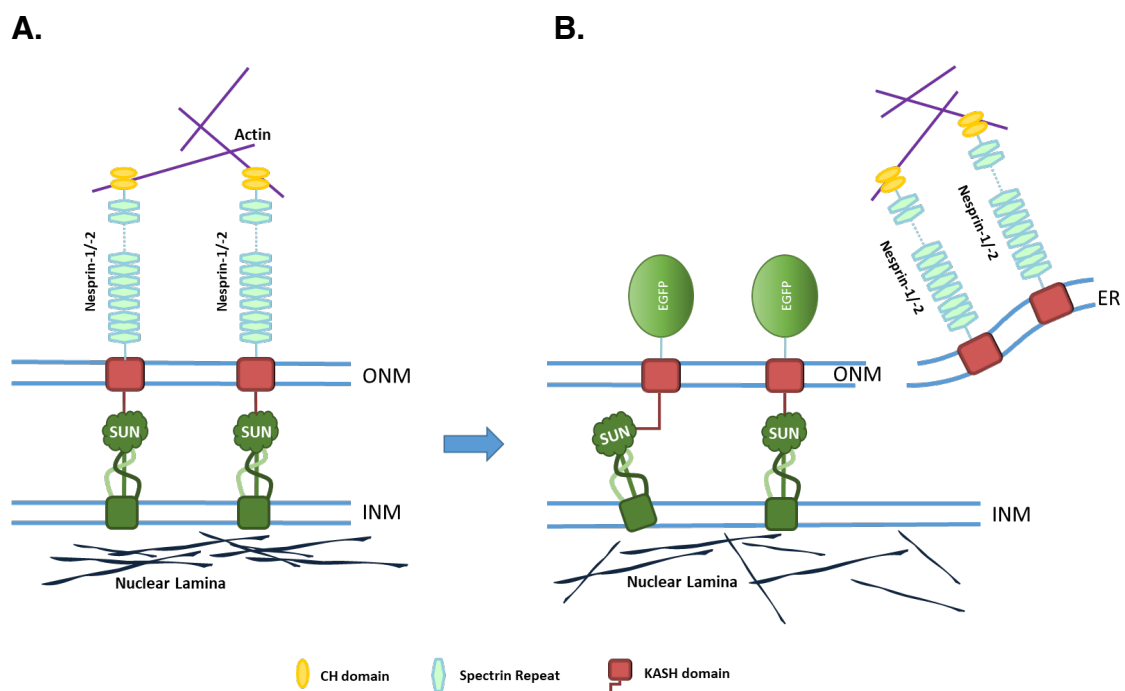 A.
B.
Actin
Nesprin-1/-2
Nesprin-1/-2
ONM
SUN
SUN
INM
Nuclear Lamina
EGFP
EGFP
Nesprin-1/-2
Nesprin-1/-2
ER
ONM
SUN
SUN
INM
Nuclear Lamina
CH domain
Spectrin Repeat
KASH domain